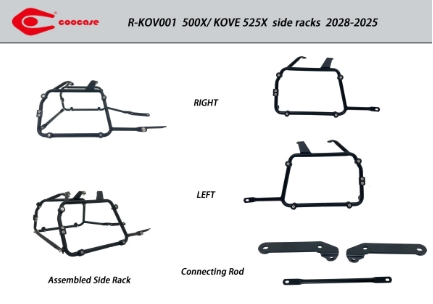 coocase
R-KOV001 500X/ KOVE 525X side racks 2028-2025
RIGHT
LEFT
Assembled Side Rack
Connecting Rod